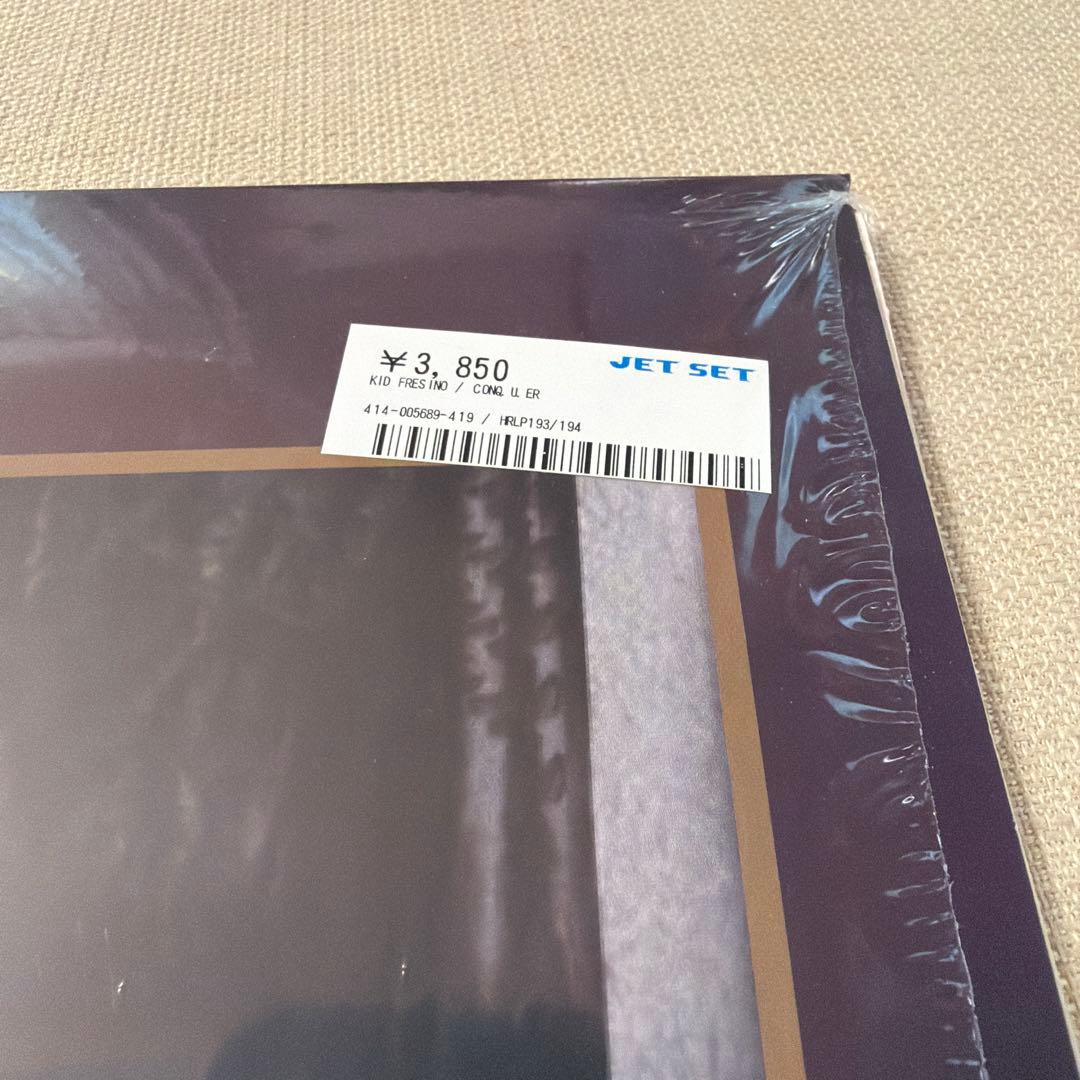 ¥3,850 JET SET
KID FRESINO / CONQ.U.ER
414-005689-419 / HRLP193/194